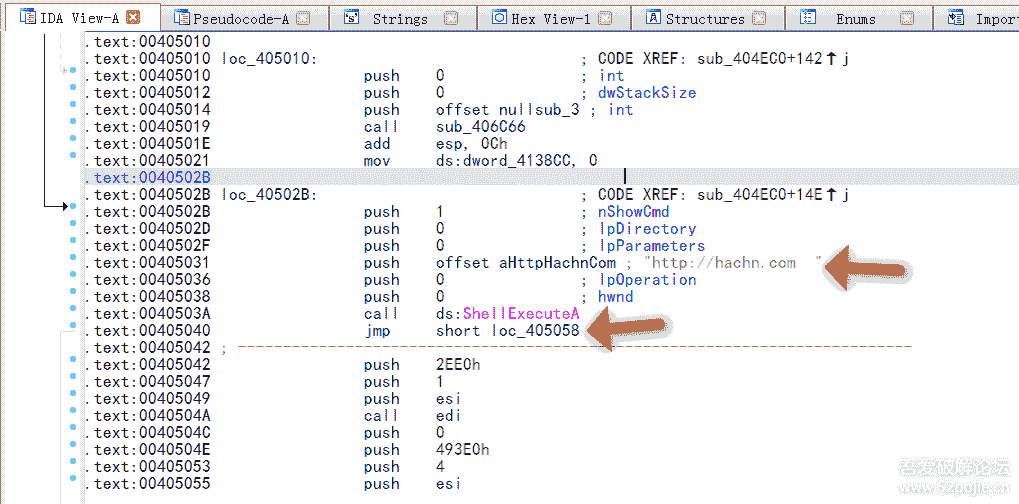 IDA View-A Pseudocode-A Strings Hex View-1 Structures Enums Impor
.text:00405010
.text:00405010 loc_405010: ; CODE XREF: sub_404EC0+142↑j
.text:00405010 push 0 ; int
.text:00405012 push 0 ; dwStackSize
.text:00405014 push offset nullsub_3 ; int
.text:00405019 call sub_406C66
.text:0040501E add esp, 0Ch
.text:00405021 mov ds:dword_4138CC, 0
.text:0040502B
.text:0040502B loc_40502B: ; CODE XREF: sub_404EC0+14E↑j
.text:0040502B push 1 ; nShowCmd
.text:0040502D push 0 ; lpDirectory
.text:0040502F push 0 ; lpParameters
.text:00405031 push offset aHttpHachnCom ; "http://hachn.com  "
.text:00405036 push 0 ; lpOperation
.text:00405038 push 0 ; hwnd
.text:0040503A call ds:ShellExecuteA
.text:00405040 jmp short loc_405058
.text:00405042 ; ---------------------------------------------------------------------------
.text:00405042 push 2EE0h
.text:00405047 push 1
.text:00405049 push esi
.text:0040504A call edi
.text:0040504C push 0
.text:0040504E push 493E0h
.text:00405053 push 4
.text:00405055 push esi
吾爱破解论坛
www.52pojie.cn